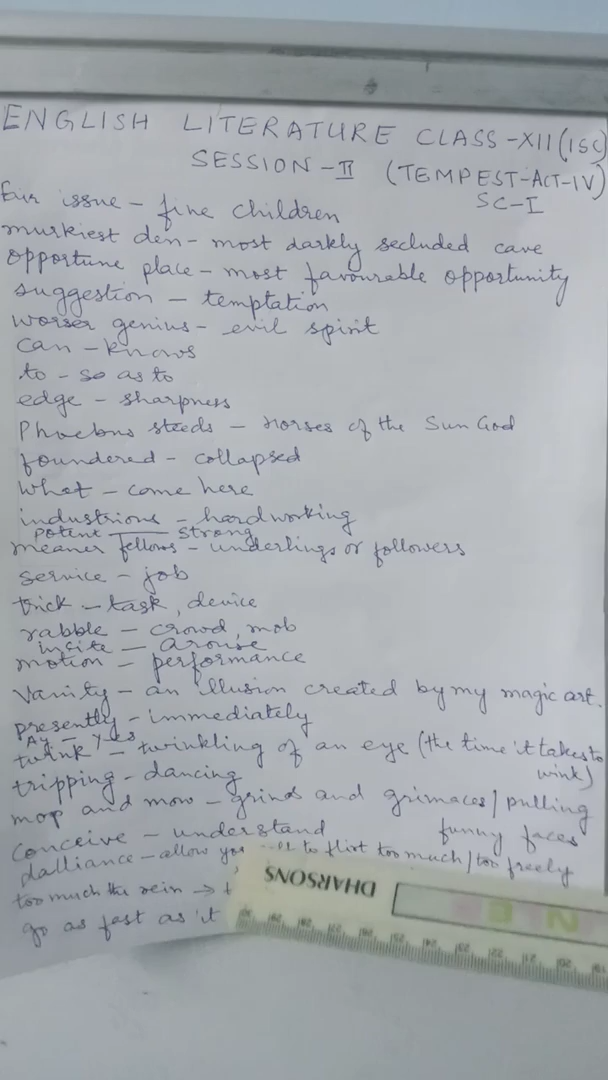 ENGLISH LITERATURE CLASS-XII (ISC)
SESSION-II (TEMPEST-ACT-IV)
SC-I
fair issue - fine children
murkiest den - most darkly secluded cave
opportune place - most favourable opportunity
suggestion - temptation
worser genius - evil spirit
can - knows
to - so as to
edge - sharpness
Phoebus steeds - horses of the Sun God
foundered - collapsed
What - come here
industrious - hardworking
potent - strong
meaner fellows - underlings or followers
service - job
trick - task, device
rabble - crowd, mob
incite - arouse
motion - performance
Vanity - an illusion created by my magic art.
presently - immediately
Ay - yes
twink - twinkling of an eye (the time it takes to
wink)
tripping - dancing
mop and mow - grins and grimaces / pulling
funny faces
Conceive - understand
dalliance - allow to flirt too much / too freely
too much the rein →
go as fast as it
DHARSONS